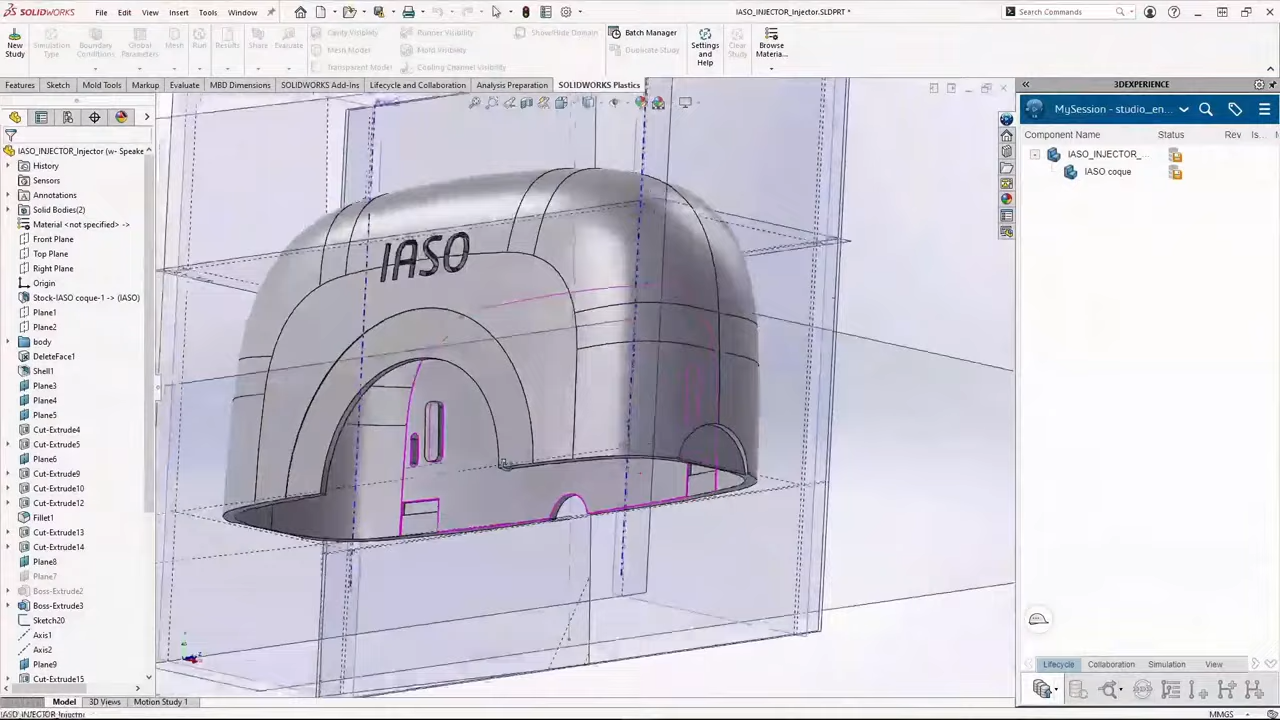 SOLIDWORKS
File
Edit
View
Insert
Tools
Window
IASO_INJECTOR_Injector.SLDPRT *
Search Commands
New Study
Simulation Type
Boundary Conditions
Global Parameters
Mesh
Run
Results
Share
Evaluate
Cavity Visibility
Mesh Model
Transparent Model
Runner Visibility
Mold Visibility
Cooling Channel Visibility
Show/Hide Domain
Batch Manager
Duplicate Study
Settings and Help
Clear Study
Browse Materia...
Features
Sketch
Mold Tools
Markup
Evaluate
MBD Dimensions
SOLIDWORKS Add-Ins
Lifecycle and Collaboration
Analysis Preparation
SOLIDWORKS Plastics
IASO_INJECTOR_Injector (w- Speake
History
Sensors
Annotations
Solid Bodies(2)
Material <not specified> ->
Front Plane
Top Plane
Right Plane
Origin
Stock-IASO coque-1 -> (IASO)
Plane1
Plane2
body
DeleteFace1
Shell1
Plane3
Plane4
Plane5
Cut-Extrude4
Cut-Extrude5
Plane6
Cut-Extrude9
Cut-Extrude10
Cut-Extrude12
Fillet1
Cut-Extrude13
Cut-Extrude14
Plane8
Plane7
Boss-Extrude2
Boss-Extrude3
Sketch20
Axis1
Axis2
Plane9
Cut-Extrude15
IASO
3DEXPERIENCE
MySession - studio_en...
Component Name
Status
Rev
Is...
IASO_INJECTOR_...
IASO coque
Lifecycle
Collaboration
Simulation
View
Model
3D Views
Motion Study 1
IASO_INJECTOR_Injector
MMGS